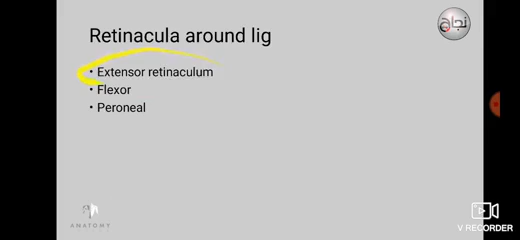 Retinacula around lig
نجاح
• Extensor retinaculum
• Flexor
• Peroneal
ANATOMY
V RECORDER